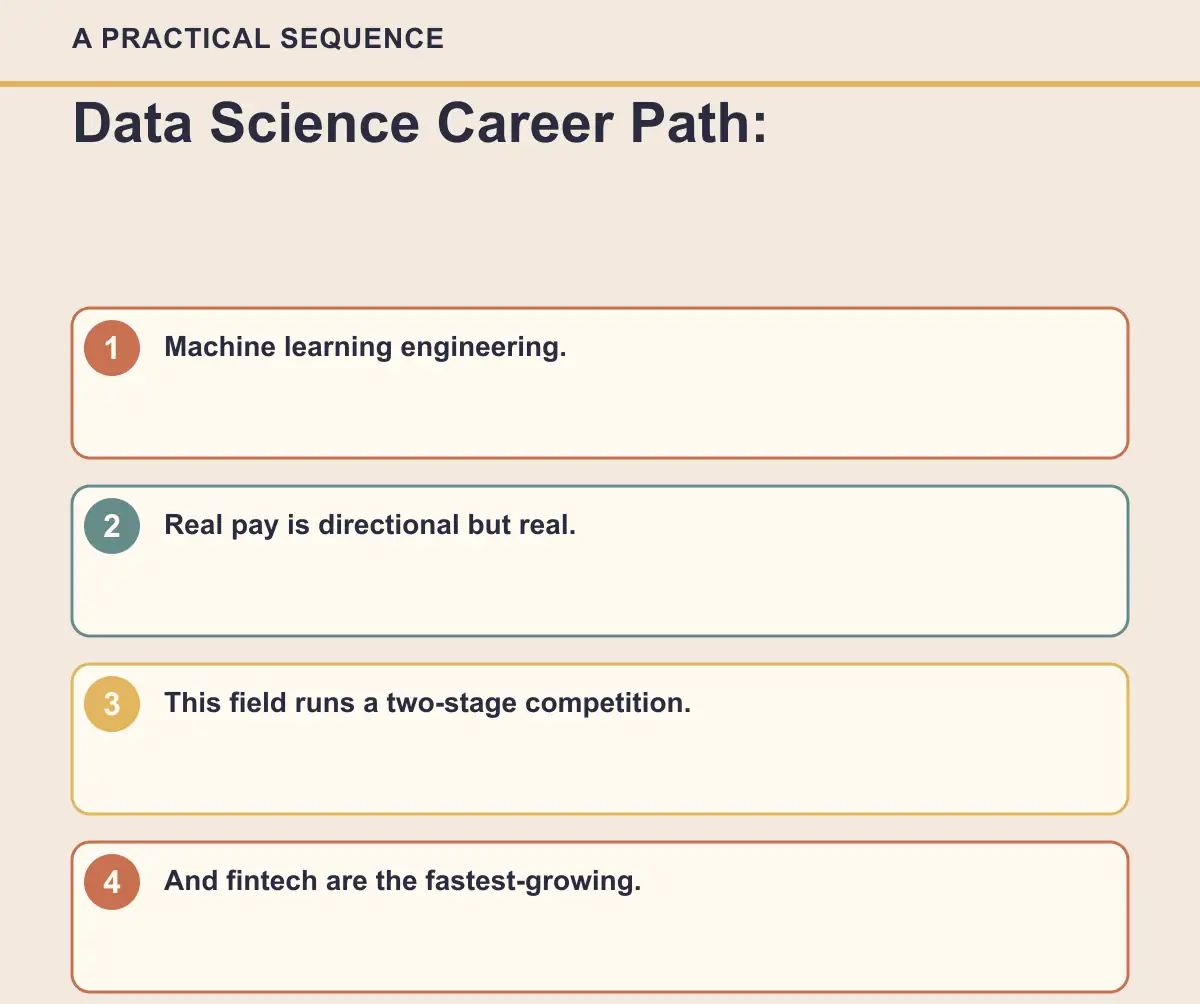 A PRACTICAL SEQUENCE
Data Science Career Path:
1 Machine learning engineering.
2 Real pay is directional but real.
3 This field runs a two-stage competition.
4 And fintech are the fastest-growing.